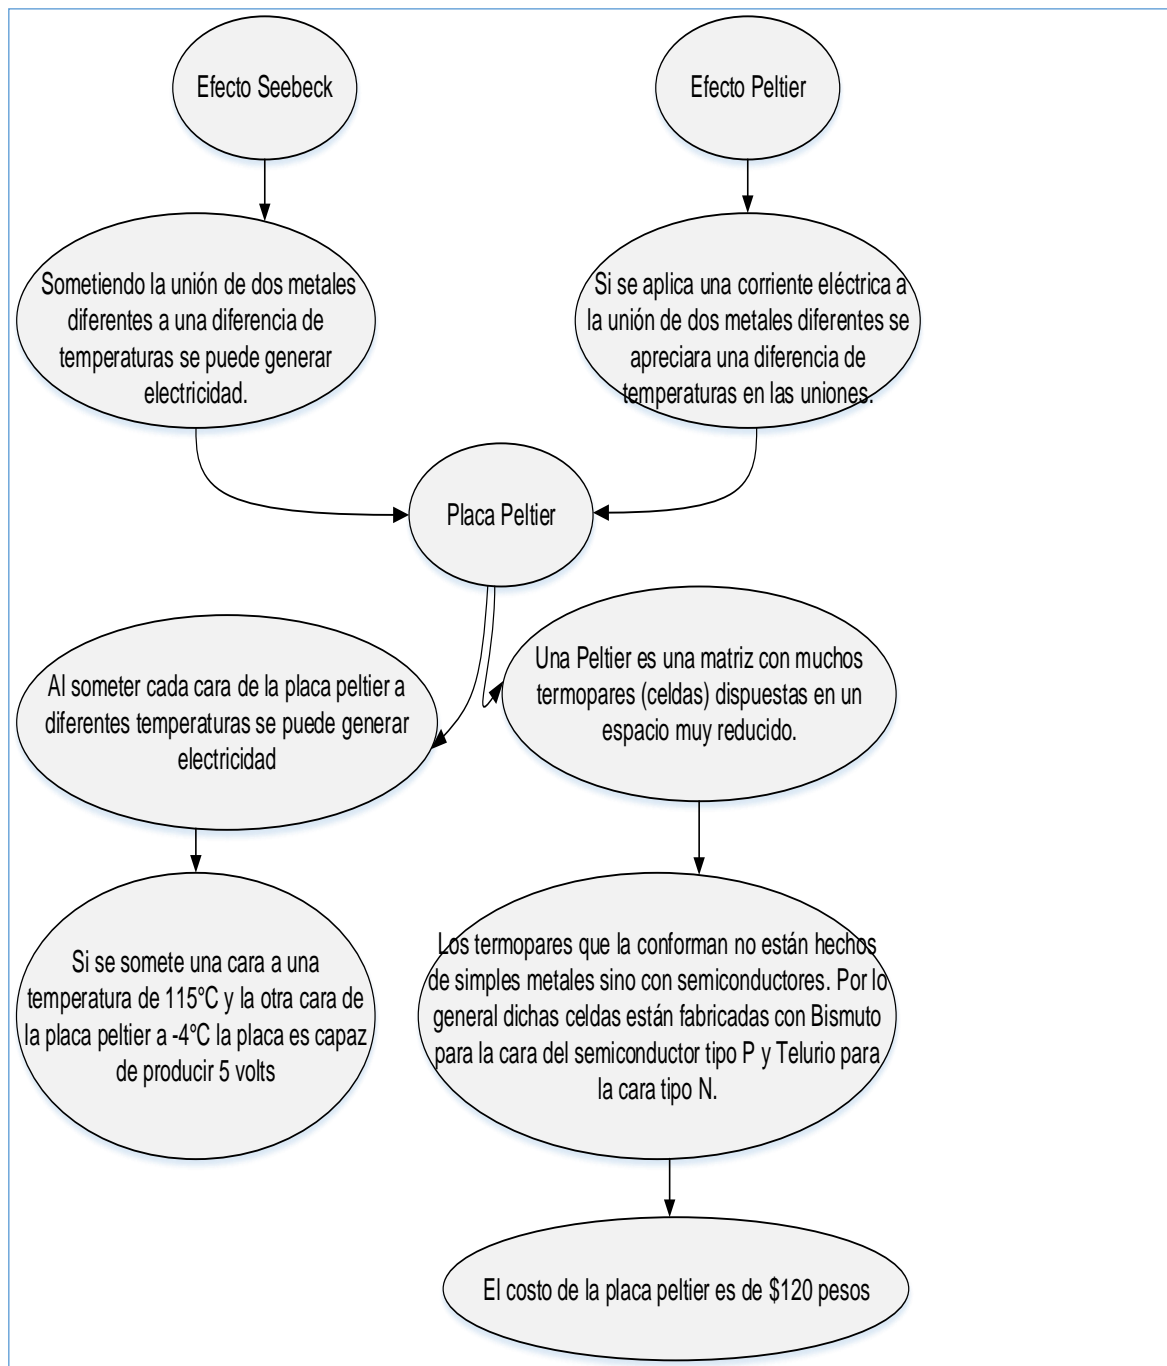 Efecto Seebeck
Efecto Peltier
Sometiendo la unión de dos metales
diferentes a una diferencia de
temperaturas se puede generar
electricidad.
Si se aplica una corriente eléctrica a
la unión de dos metales diferentes se
apreciara una diferencia de
temperaturas en las uniones.
Placa Peltier
Al someter cada cara de la placa peltier a
diferentes temperaturas se puede generar
electricidad
Una Peltier es una matriz con muchos
termopares (celdas) dispuestas en un
espacio muy reducido.
Si se somete una cara a una
temperatura de 115°C y la otra cara de
la placa peltier a -4°C la placa es capaz
de producir 5 volts
Los termopares que la conforman no están hechos
de simples metales sino con semiconductores. Por lo
general dichas celdas están fabricadas con Bismuto
para la cara del semiconductor tipo P y Telurio para
la cara tipo N.
El costo de la placa peltier es de $120 pesos